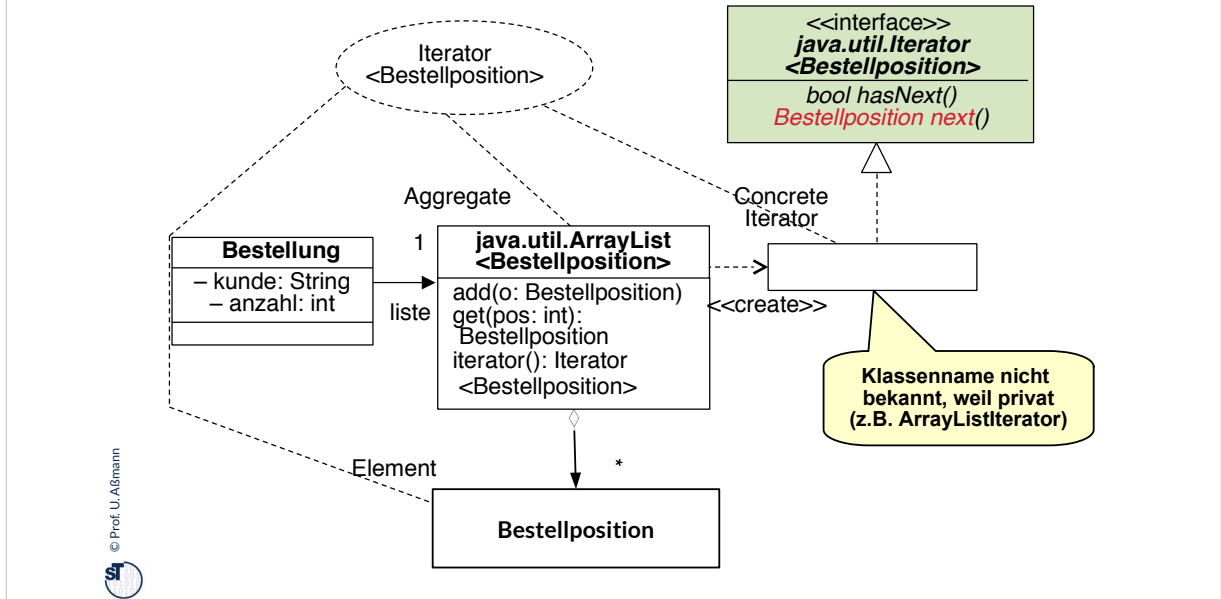 Iterator
<Bestellposition>
<<interface>>
java.util.Iterator
<Bestellposition>
bool hasNext()
Bestellposition next()
Aggregate
Concrete
Iterator
Bestellung
– kunde: String
– anzahl: int
1
liste
java.util.ArrayList
<Bestellposition>
add(o: Bestellposition)
get(pos: int):
Bestellposition
iterator(): Iterator
<Bestellposition>
<<create>>
Klassenname nicht
bekannt, weil privat
(z.B. ArrayListIterator)
Element
*
Bestellposition
© Prof. U. Aßmann
ST